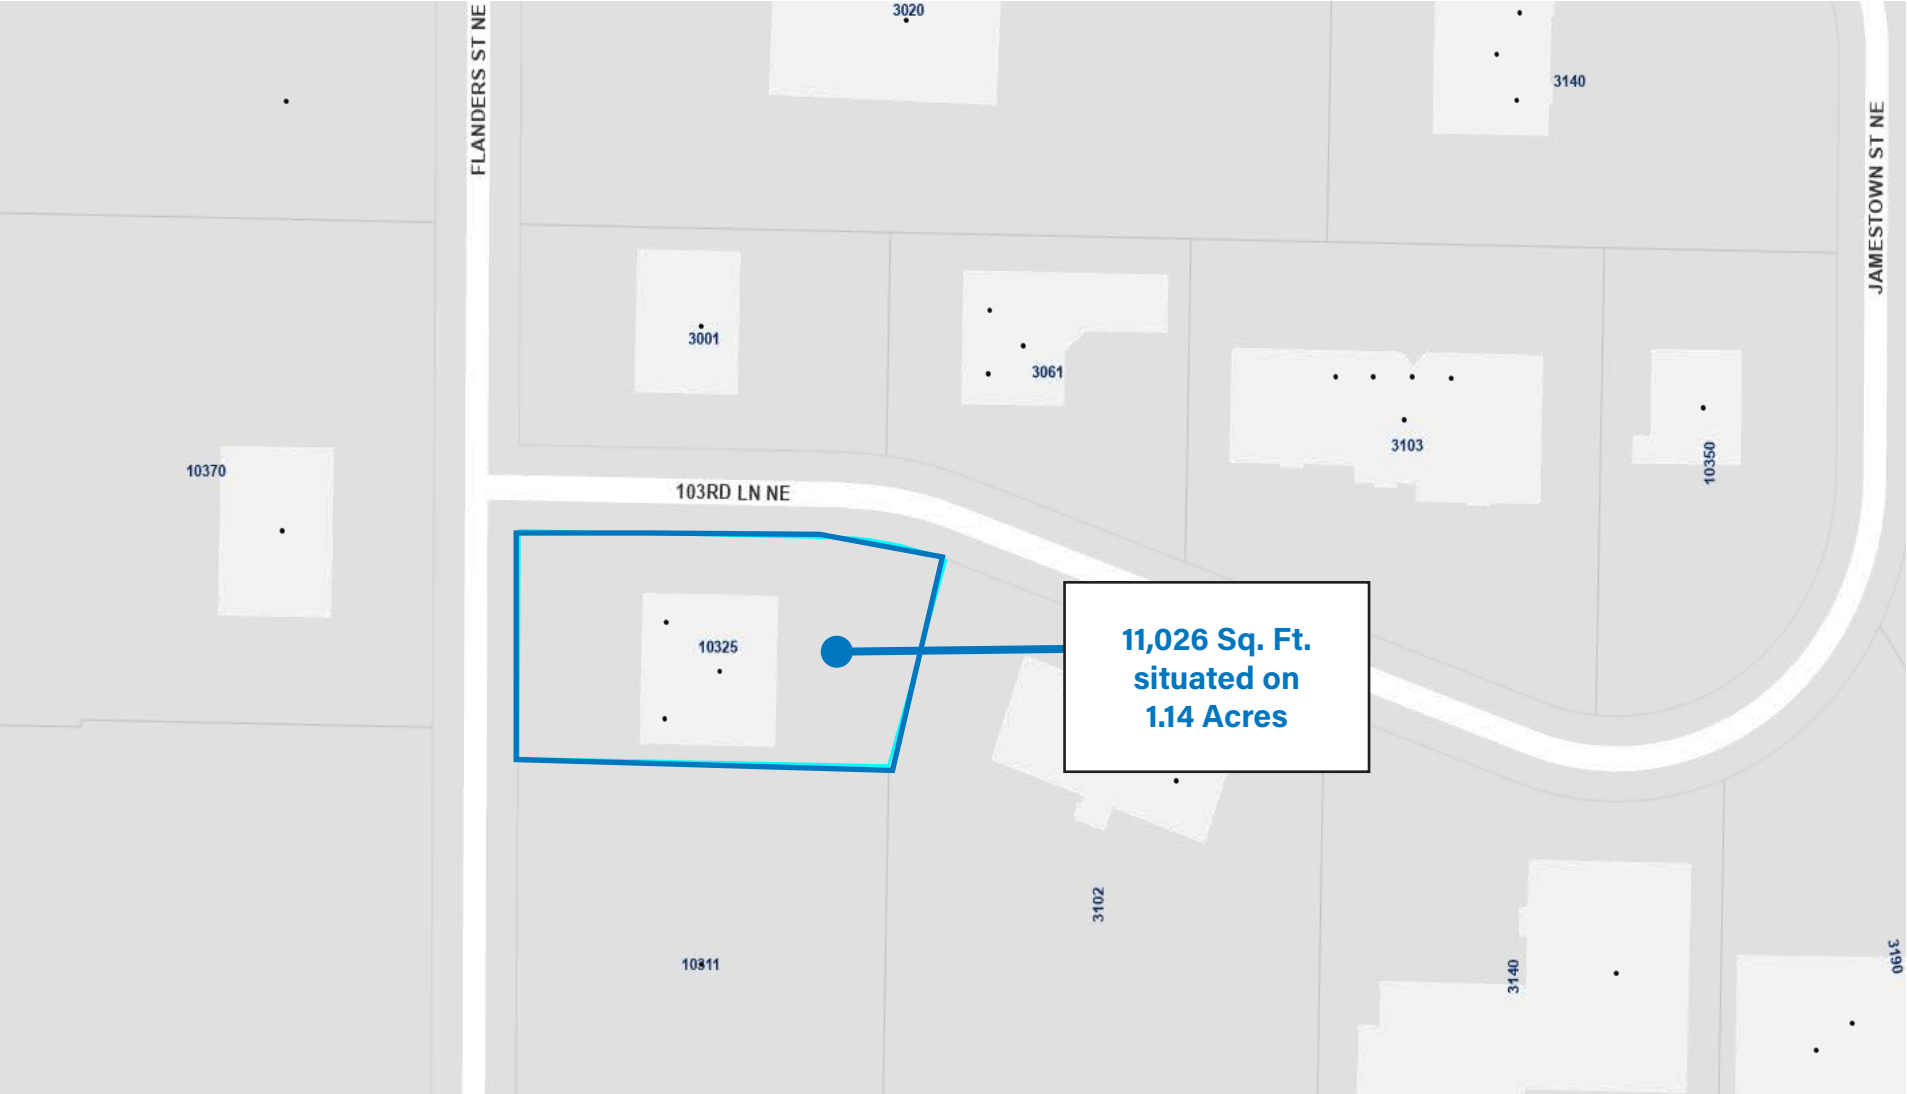 3020
FLANDERS ST NE
3140
JAMESTOWN ST NE
3001
3061
3103
10350
10370
103RD LN NE
10325
11,026 Sq. Ft.
situated on
1.14 Acres
3102
10311
3140
3190